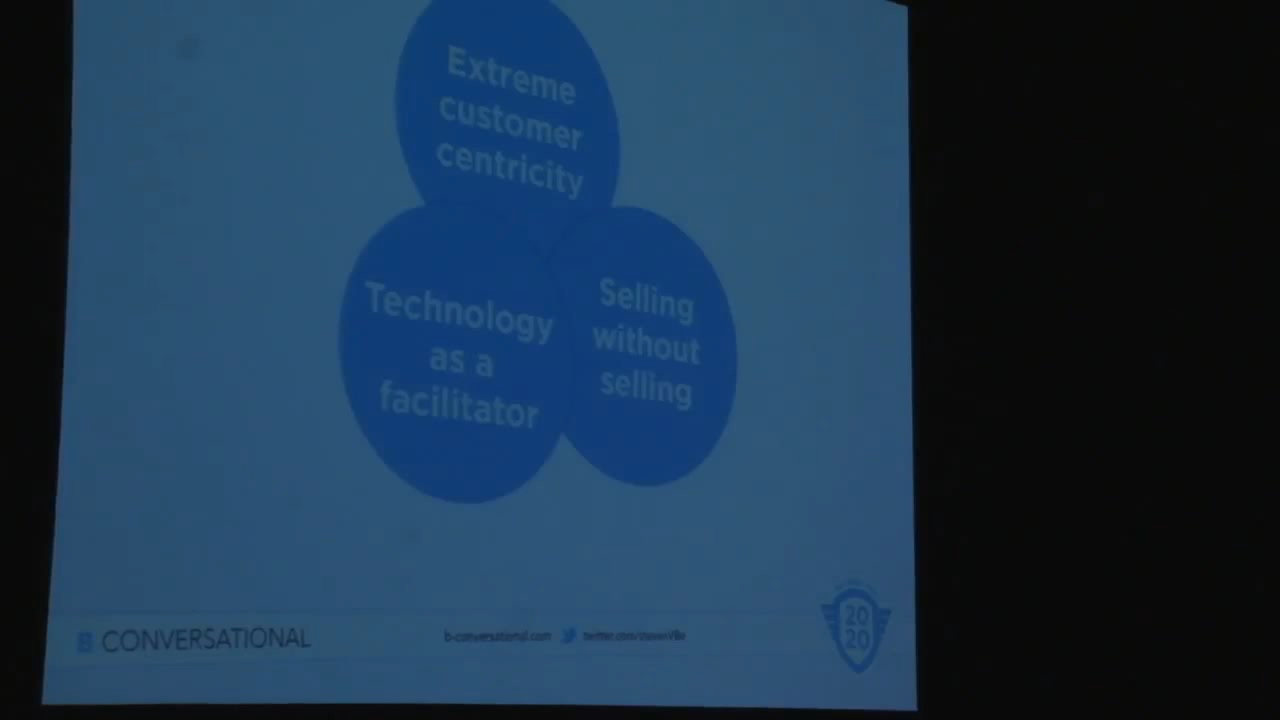 Extreme
customer
centricity
Technology
as a
facilitator
Selling
without
selling
B CONVERSATIONAL
b-conversational.com
20
20